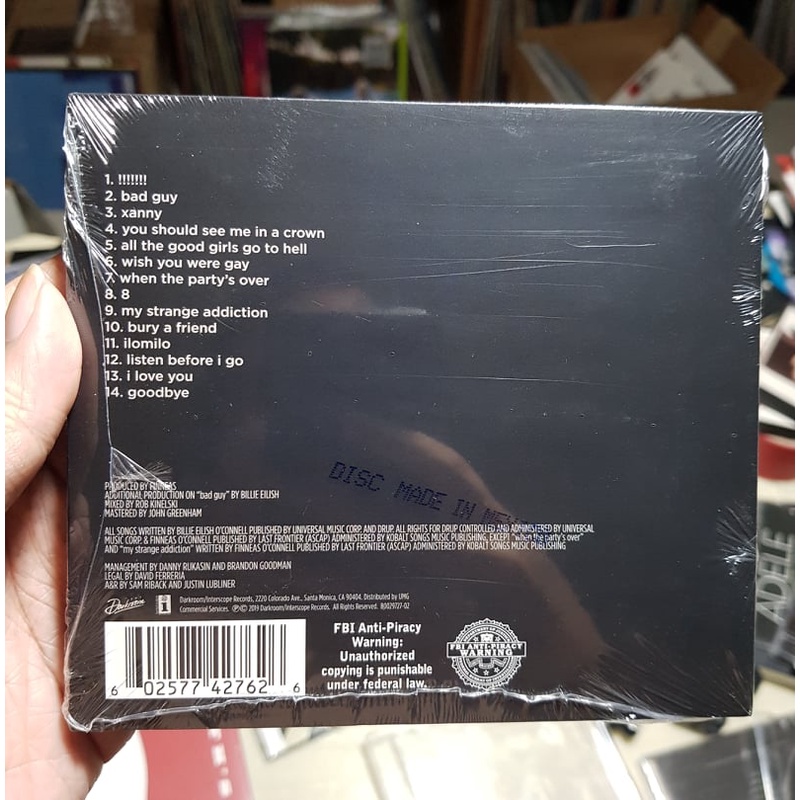 1. !!!!!!!
2. bad guy
3. xanny
4. you should see me in a crown
5. all the good girls go to hell
6. wish you were gay
7. when the party's over
8. 8
9. my strange addiction
10. bury a friend
11. ilomilo
12. listen before i go
13. i love you
14. goodbye
DISC MADE IN
PRODUCED BY FINNEAS
ADDITIONAL PRODUCTION ON "bad guy" BY BILLIE EILISH
MIXED BY ROB KINELSKI
MASTERED BY JOHN GREENHAM
ALL SONGS WRITTEN BY BILLIE EILISH O'CONNELL PUBLISHED BY UNIVERSAL MUSIC CORP. AND DRUP. ALL RIGHTS FOR DRUP CONTROLLED AND ADMINISTERED BY UNIVERSAL
MUSIC CORP. & FINNEAS O'CONNELL PUBLISHED BY LAST FRONTIER (ASCAP) ADMINISTERED BY KOBALT SONGS MUSIC PUBLISHING, EXCEPT "when the party's over"
AND "my strange addiction" WRITTEN BY FINNEAS O'CONNELL PUBLISHED BY LAST FRONTIER (ASCAP) ADMINISTERED BY KOBALT SONGS MUSIC PUBLISHING
MANAGEMENT BY DANNY RUKASIN AND BRANDON GOODMAN
LEGAL BY DAVID FERRERIA
A&R BY SAM RIBACK AND JUSTIN LUBLINER
Darkroom
i
Darkroom/Interscope Records, 2220 Colorado Ave., Santa Monica, CA 90404. Distributed by UMG
Commercial Services. ℗© 2019 Darkroom/Interscope Records. All Rights Reserved. B0029727-02
6 02577 42762 6
FBI Anti-Piracy
Warning:
Unauthorized
copying is punishable
under federal law.
FBI ANTI-PIRACY
WARNING
ADELE